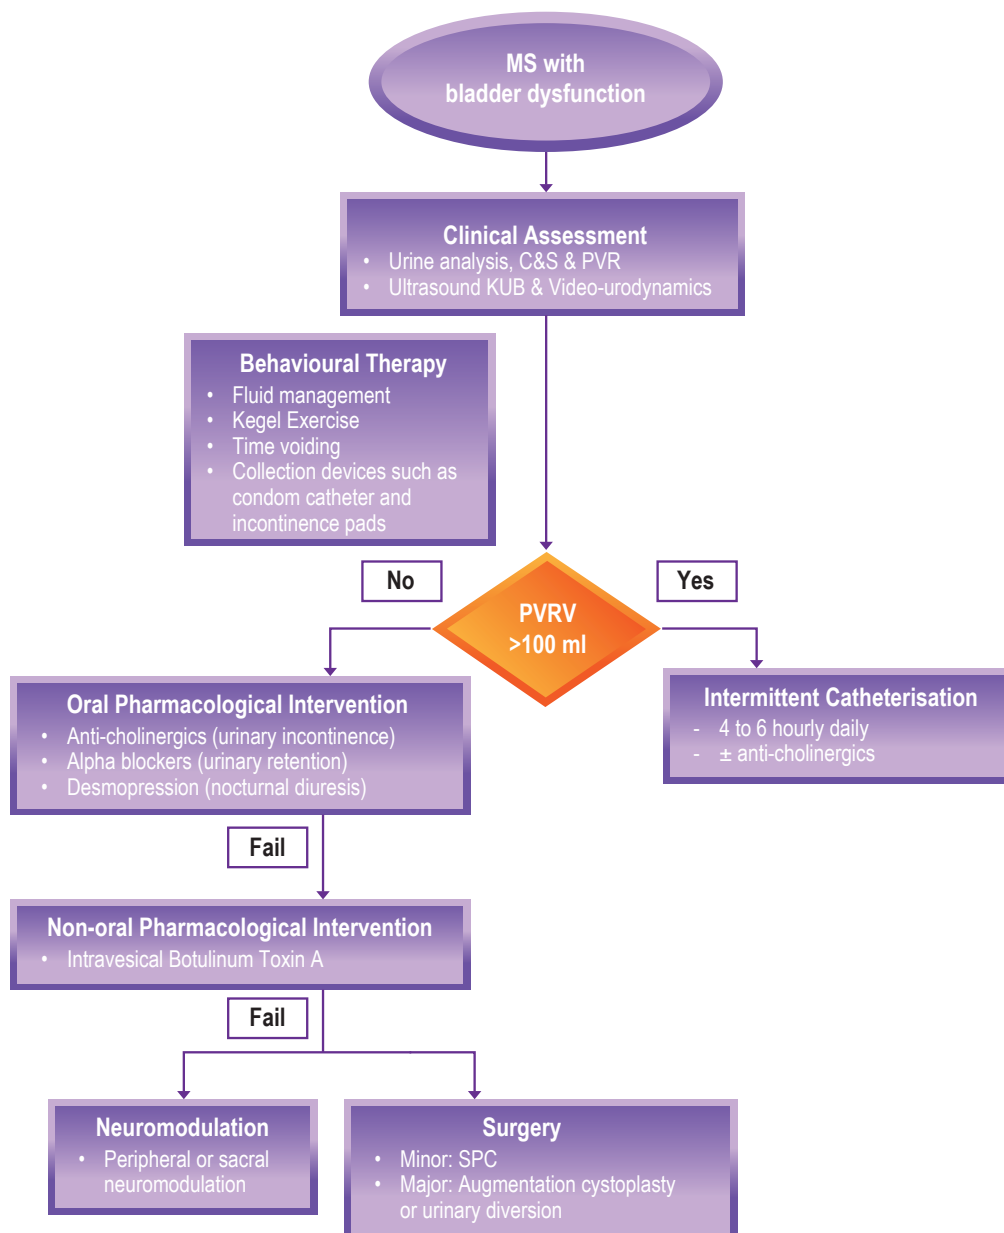 MS with
bladder dysfunction
Clinical Assessment
• Urine analysis, C&S & PVR
• Ultrasound KUB & Video-urodynamics
Behavioural Therapy
• Fluid management
• Kegel Exercise
• Time voiding
• Collection devices such as
condom catheter and
incontinence pads
No
Yes
PVRV
>100 ml
Oral Pharmacological Intervention
• Anti-cholinergics (urinary incontinence)
• Alpha blockers (urinary retention)
• Desmopression (nocturnal diuresis)
Intermittent Catheterisation
- 4 to 6 hourly daily
- ± anti-cholinergics
Fail
Non-oral Pharmacological Intervention
• Intravesical Botulinum Toxin A
Fail
Neuromodulation
• Peripheral or sacral
neuromodulation
Surgery
• Minor: SPC
• Major: Augmentation cystoplasty
or urinary diversion